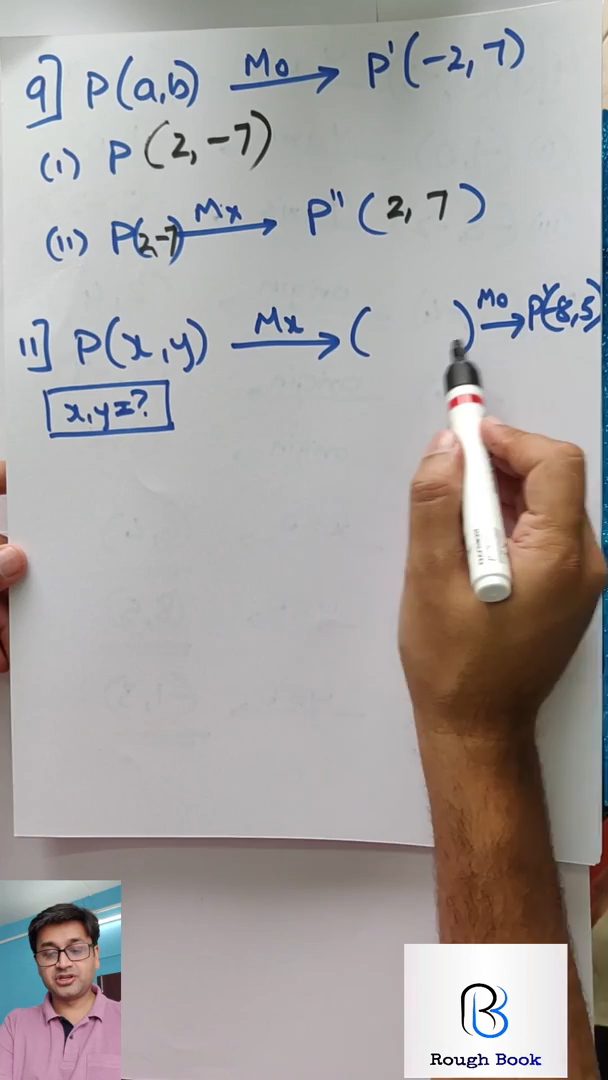 9] P(a,b) Mo → P'(-2,7)
(i) P (2,-7)
(ii) P(2,-7) Mx → P" (2, 7)
11] P(x,y) Mx → ( ) Mo → P'(-8,5)
x,y=?
Rough Book